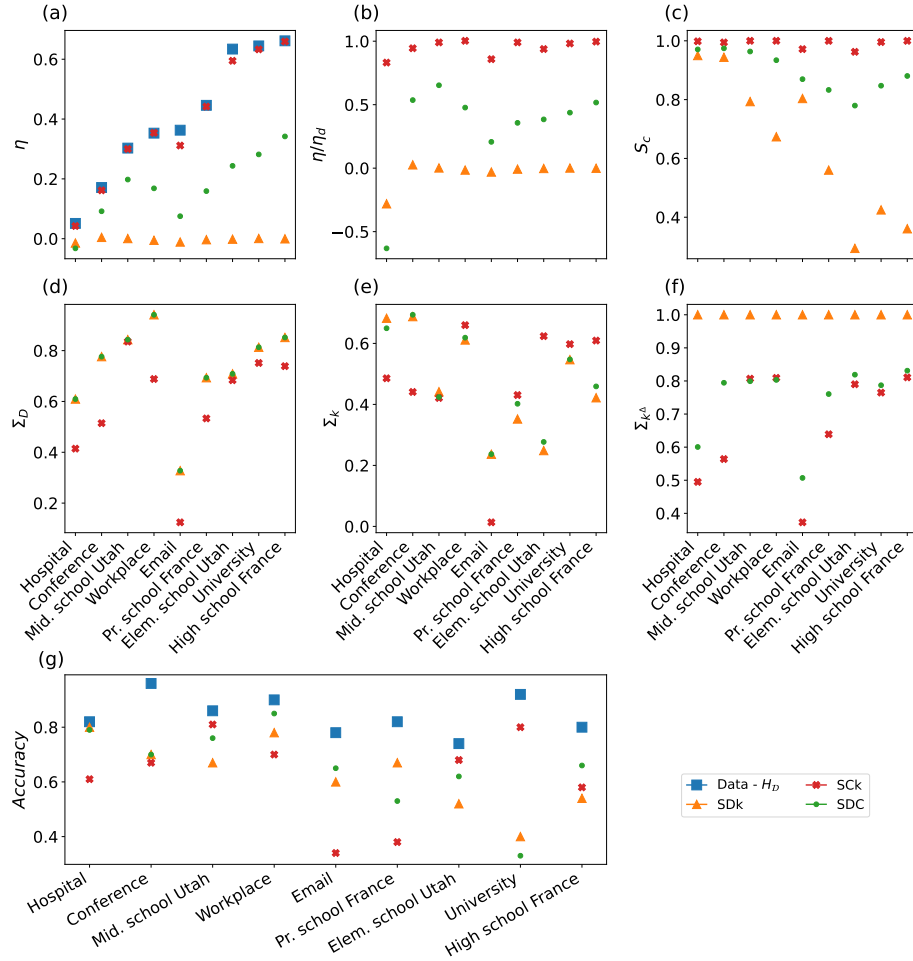 (a)
(b)
(c)
η
0.6
0.4
0.2
0.0
η/η_d
1.0
0.5
0.0
−0.5
S_c
1.0
0.8
0.6
0.4
(d)
(e)
(f)
Σ_D
0.8
0.6
0.4
0.2
Σ_k
0.6
0.4
0.2
0.0
Σ_{k^Δ}
1.0
0.9
0.8
0.7
0.6
0.5
0.4
Hospital
Conference
Mid. school Utah
Workplace
Email
Pr. school France
Elem. school Utah
University
High school France
Hospital
Conference
Mid. school Utah
Workplace
Email
Pr. school France
Elem. school Utah
University
High school France
Hospital
Conference
Mid. school Utah
Workplace
Email
Pr. school France
Elem. school Utah
University
High school France
(g)
Accuracy
0.8
0.6
0.4
Hospital
Conference
Mid. school Utah
Workplace
Email
Pr. school France
Elem. school Utah
University
High school France
Data - H_D
SDk
SCk
SDC